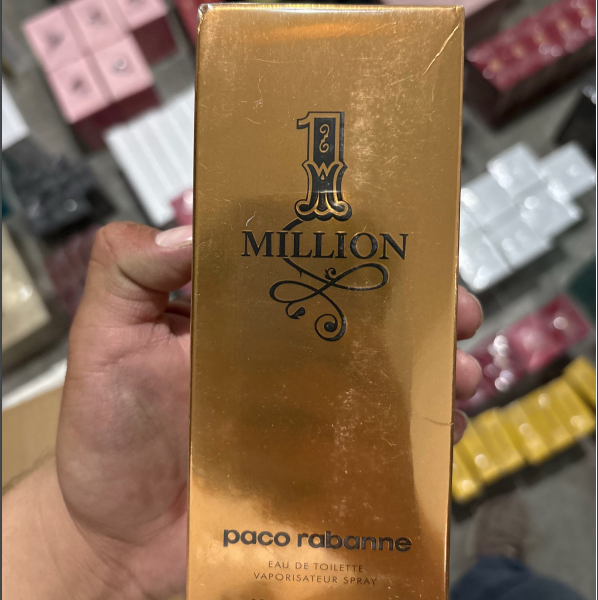 1
MILLION
paco rabanne
EAU DE TOILETTE
VAPORISATEUR SPRAY